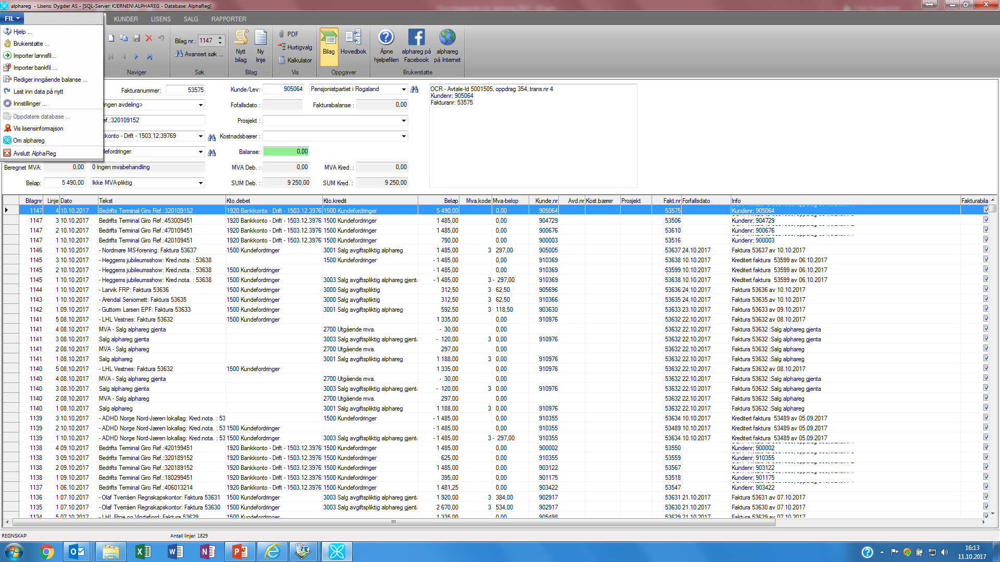 alphareg - Lisens: Dygder AS - [SQL-Server: KJERNEN\ALPHAREG - Database: AlphaReg]
FIL KUNDER LISENS SALG RAPPORTER
Hjelp ...
Brukerstøtte ...
Importer lønnsfil...
Importer bankfil ...
Rediger inngående balanse ...
Last inn data på nytt
Innstillinger ...
Oppdatere database ...
Vis lisensinformajson
Om alphareg
Avslutt AlphaReg
Naviger
Bilag nr.: 1147
Avansert søk ...
Søk
Nytt bilag
Ny linje
Bilag
PDF
Hurtigvalg
Kalkulator
Vis
Bilag
Hovedbok
Oppgaver
Åpne hjelpefilen
alphareg på Facebook
alphareg på Internet
Brukerstøtte
Fakturanummer: 53575 Kunde/Lev: 905064 Pensjonistpartiet i Rogaland
ingen avdeling> Fofallsdato : Fakturabalanse : 0,00
ef.:320109152 Prosjekt :
kkonto - Drift - 1503.12.39769 Kostnadsbærer :
defordringer Balanse: 0,00
Beregnet MVA: 0,00 0 Ingen mvabehandling MVA Deb. : 0,00 MVA Kred. : 0,00
Beløp: 5 490,00 Ikke MVA-pliktig SUM Deb. : 9 250,00 SUM Kred. : 9 250,00
OCR - Avtale-Id 5001505, oppdrag 354, trans.nr 4
Kundenr; 905064
Fakturanr: 53575
Bilagnr Linje Dato Tekst Kto.debet Kto.kredit Beløp Mva.kode Mva-belop Kunde.nr Avd.nr Kost.bærer Prosjekt Fakt.nr Forfallsdato Info Fakturabila
1147 4 10.10.2017 Bedrifts Terminal Giro Ref.:320109152 1920 Bankkonto - Drift - 1503.12.3976 1500 Kundefordringer 5 490,00 0,00 905064 53575 Kundenr; 905064
1147 3 10.10.2017 Bedrifts Terminal Giro Ref.:453009451 1920 Bankkonto - Drift - 1503.12.3976 1500 Kundefordringer 1 485,00 0,00 904729 53506 Kundenr; 904729
1147 2 10.10.2017 Bedrifts Terminal Giro Ref.:470109451 1920 Bankkonto - Drift - 1503.12.3976 1500 Kundefordringer 1 485,00 0,00 900676 53610 Kundenr; 900676
1147 1 10.10.2017 Bedrifts Terminal Giro Ref.:420109451 1920 Bankkonto - Drift - 1503.12.3976 1500 Kundefordringer 790,00 0,00 900003 53516 Kundenr; 900003
1146 1 10.10.2017 - Nordmøre MS-forening: Faktura 53637 1500 Kundefordringer 3001 Salg avgiftspliktig alphareg 1 485,00 3 297,00 905005 53637 24.10.2017 Faktura 53637 av 10.10.2017
1145 3 10.10.2017 - Heggems jubileumsshow: Kred.nota. : 53638 1500 Kundefordringer - 1 485,00 0,00 910369 53638 10.10.2017 Kreditert faktura 53599 av 06.10.2017
1145 2 10.10.2017 - Heggems jubileumsshow: Kred.nota. : 53638 1500 Kundefordringer - 1 485,00 0,00 910369 53599 10.10.2017 Kreditert faktura 53599 av 06.10.2017
1145 1 10.10.2017 - Heggems jubileumsshow: Kred.nota. : 53638 1500 Kundefordringer 3003 Salg avgiftspliktig alphareg gjenta - 1 485,00 3 - 297,00 910369 53638 10.10.2017 Kreditert faktura 53599 av 06.10.2017
1144 1 10.10.2017 - Larvik FRP: Faktura 53636 1500 Kundefordringer 3000 Salg avgiftspliktig 312,50 3 62,50 905696 53636 24.10.2017 Faktura 53636 av 10.10.2017
1143 1 10.10.2017 - Arendal Seniornett: Faktura 53635 1500 Kundefordringer 3000 Salg avgiftspliktig 312,50 3 62,50 910366 53635 24.10.2017 Faktura 53635 av 10.10.2017
1142 1 09.10.2017 - Guttorm Larsen EPF: Faktura 53633 1500 Kundefordringer 3001 Salg avgiftspliktig alphareg 592,50 3 118,50 903630 53633 23.10.2017 Faktura 53633 av 09.10.2017
1141 5 08.10.2017 - LHL Vestnes: Faktura 53632 1500 Kundefordringer 1 335,00 0,00 910976 53632 22.10.2017 Faktura 53632 av 08.10.2017
1141 4 08.10.2017 MVA - Salg alphareg gjenta 2700 Utgående mva. - 30,00 0,00 53632 22.10.2017 Faktura 53632 :Salg alphareg gjenta
1141 3 08.10.2017 Salg alphareg gjenta 3003 Salg avgiftspliktig alphareg gjenta - 120,00 3 0,00 910976 53632 22.10.2017 Faktura 53632 :Salg alphareg gjenta
1141 2 08.10.2017 MVA - Salg alphareg 2700 Utgående mva. 297,00 0,00 53632 22.10.2017 Faktura 53632 :Salg alphareg
1141 1 08.10.2017 Salg alphareg 3001 Salg avgiftspliktig alphareg 1 188,00 3 0,00 910976 53632 22.10.2017 Faktura 53632 :Salg alphareg
1140 5 08.10.2017 - LHL Vestnes: Faktura 53632 1500 Kundefordringer 1 335,00 0,00 910976 53632 22.10.2017 Faktura 53632 av 08.10.2017
1140 4 08.10.2017 MVA - Salg alphareg gjenta 2700 Utgående mva. - 30,00 0,00 53632 22.10.2017 Faktura 53632 :Salg alphareg gjenta
1140 3 08.10.2017 Salg alphareg gjenta 3003 Salg avgiftspliktig alphareg gjenta - 120,00 3 0,00 910976 53632 22.10.2017 Faktura 53632 :Salg alphareg gjenta
1140 2 08.10.2017 MVA - Salg alphareg 2700 Utgående mva. 297,00 0,00 53632 22.10.2017 Faktura 53632 :Salg alphareg
1140 1 08.10.2017 Salg alphareg 3001 Salg avgiftspliktig alphareg 1 188,00 3 0,00 910976 53632 22.10.2017 Faktura 53632 :Salg alphareg
1139 3 10.10.2017 - ADHD Norge Nord-Jæren lokallag: Kred.nota. : 53 1500 Kundefordringer - 1 485,00 0,00 910355 53634 10.10.2017 Kreditert faktura 53489 av 05.09.2017
1139 2 10.10.2017 - ADHD Norge Nord-Jæren lokallag: Kred.nota. : 53 1500 Kundefordringer - 1 485,00 0,00 910355 53489 10.10.2017 Kreditert faktura 53489 av 05.09.2017
1139 1 10.10.2017 - ADHD Norge Nord-Jæren lokallag: Kred.nota. : 53 1500 Kundefordringer 3003 Salg avgiftspliktig alphareg gjenta - 1 485,00 3 - 297,00 910355 53634 10.10.2017 Kreditert faktura 53489 av 05.09.2017
1138 4 09.10.2017 Bedrifts Terminal Giro Ref.:420199451 1920 Bankkonto - Drift - 1503.12.3976 1500 Kundefordringer 1 485,00 0,00 900002 53550 Kundenr; 900002
1138 3 09.10.2017 Bedrifts Terminal Giro Ref.:320189152 1920 Bankkonto - Drift - 1503.12.3976 1500 Kundefordringer 625,00 0,00 910355 53559 Kundenr; 910355
1138 2 09.10.2017 Bedrifts Terminal Giro Ref.:320189152 1920 Bankkonto - Drift - 1503.12.3976 1500 Kundefordringer 1 485,00 0,00 903122 53567 Kundenr; 903122
1138 1 09.10.2017 Bedrifts Terminal Giro Ref.:180299451 1920 Bankkonto - Drift - 1503.12.3976 1500 Kundefordringer 395,00 0,00 901175 53518 Kundenr; 901175
1137 1 06.10.2017 Bedrifts Terminal Giro Ref.:406013214 1920 Bankkonto - Drift - 1503.12.3976 1500 Kundefordringer 1 481,25 0,00 903422 53547 Kundenr; 903422
1136 1 07.10.2017 - Olaf Tverråen Regnskapskontor: Faktura 53631 1500 Kundefordringer 3003 Salg avgiftspliktig alphareg gjenta 1 920,00 3 384,00 902917 53631 21.10.2017 Faktura 53631 av 07.10.2017
1135 1 07.10.2017 - Olaf Tverråen Regnskapskontor: Faktura 53630 1500 Kundefordringer 3003 Salg avgiftspliktig alphareg gjenta 2 670,00 3 534,00 902917 53630 21.10.2017 Faktura 53630 av 07.10.2017
1134 5 07.10.2017 - LHL Etne og Vindafjord: Faktura 53629 1500 Kundefordringer 1 335,00 0,00 905498 53629 21.10.2017 Faktura 53629 av 07.10.2017
REGNSKAP Antall linjer: 1829
16:13
11.10.2017